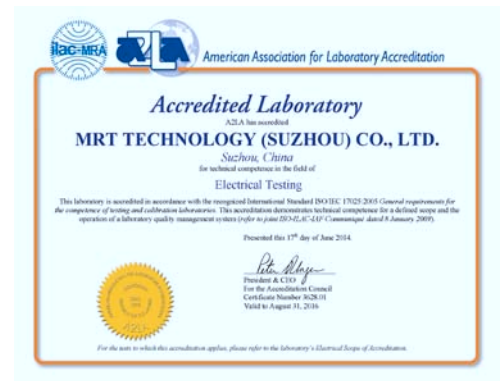 ilac-MRA
A2LA
American Association for Laboratory Accreditation
Accredited Laboratory
A2LA has accredited
MRT TECHNOLOGY (SUZHOU) CO., LTD.
Suzhou, China
for technical competence in the field of
Electrical Testing
This laboratory is accredited in accordance with the recognized International Standard ISO/IEC 17025:2005 General requirements for
the competence of testing and calibration laboratories. This accreditation demonstrates technical competence for a defined scope and the
operation of a laboratory quality management system (refer to joint ISO-ILAC-IAF Communiqué dated 8 January 2009).
Presented this 17th day of June 2014.
President & CEO
For the Accreditation Council
Certificate Number 3628.01
Valid to August 31, 2016
A2LA
For the tests to which this accreditation applies, please refer to the laboratory's Electrical Scope of Accreditation.